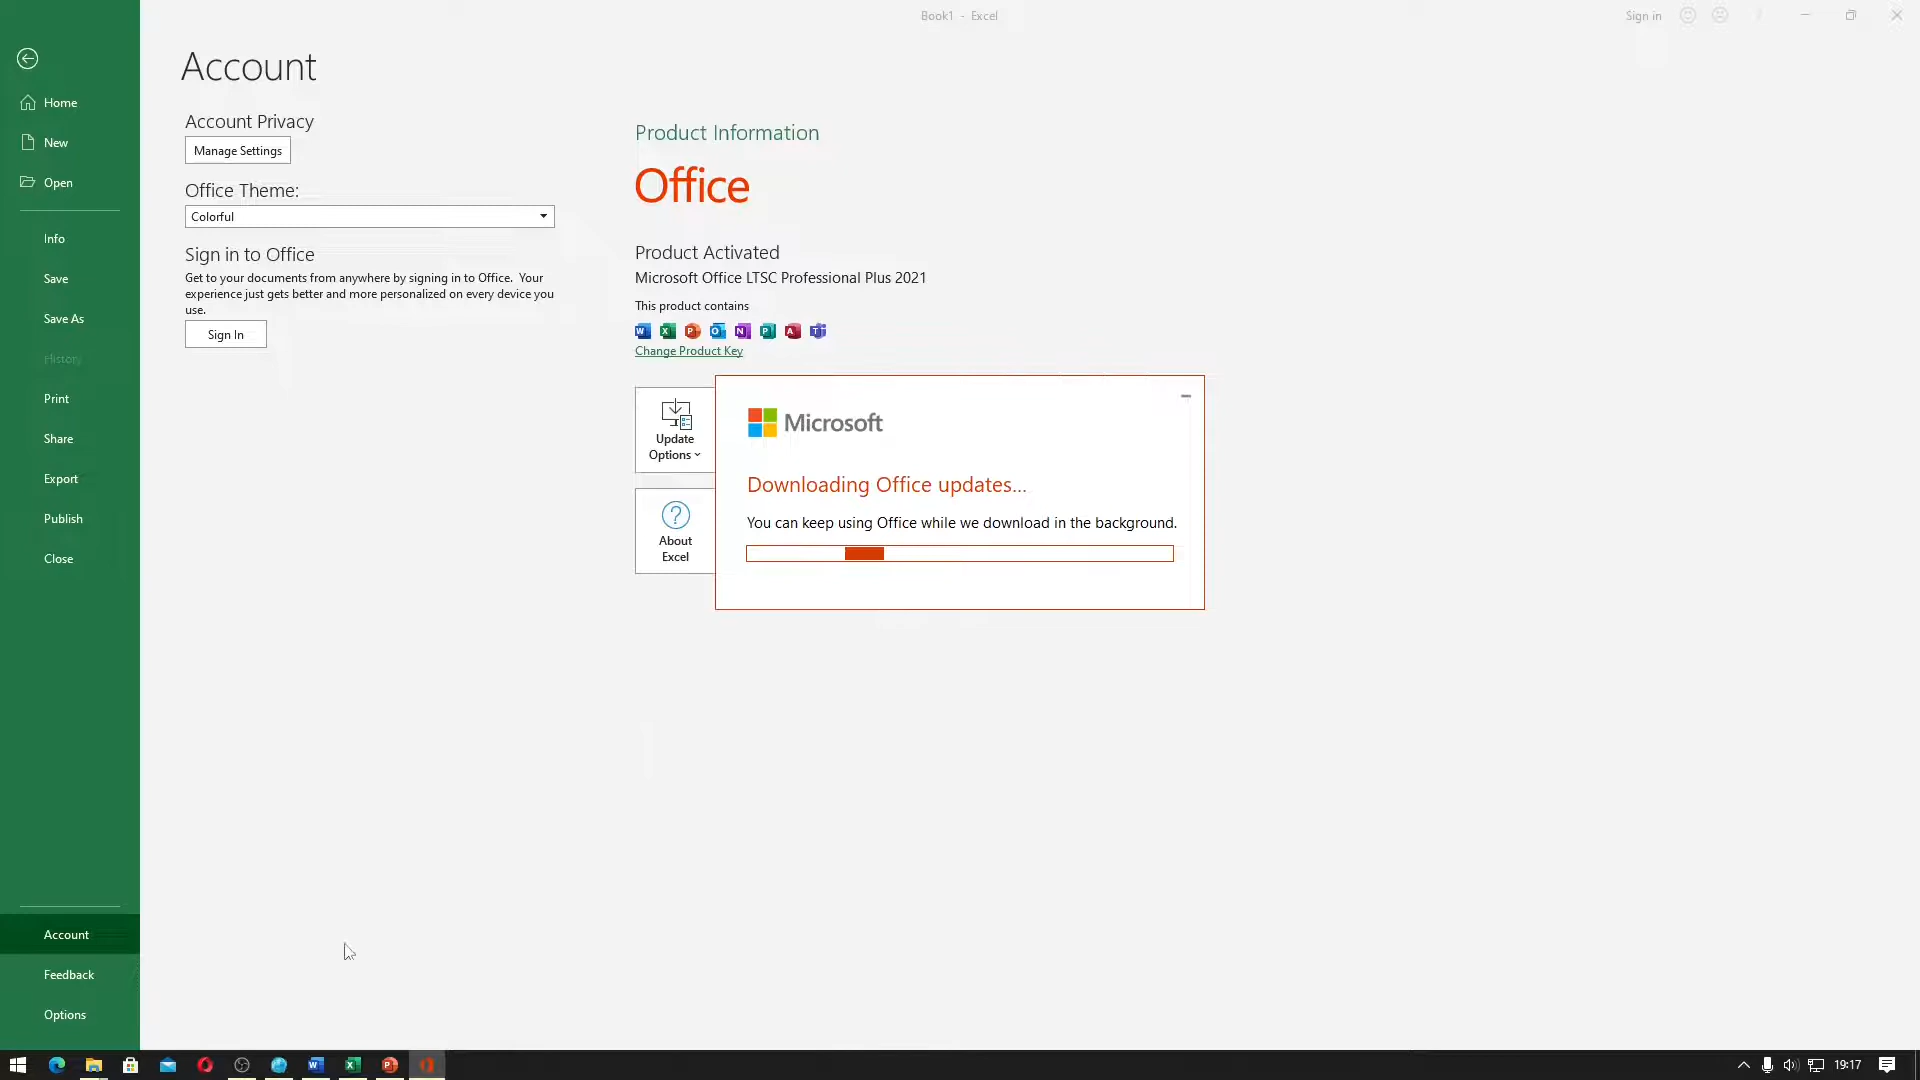 Book1 - Excel
Sign in
Account
Home
New
Open
Info
Save
Save As
History
Print
Share
Export
Publish
Close
Account
Feedback
Options
Account Privacy
Manage Settings
Office Theme:
Colorful
Sign in to Office
Get to your documents from anywhere by signing in to Office. Your
experience just gets better and more personalized on every device you
use.
Sign In
Product Information
Office
Product Activated
Microsoft Office LTSC Professional Plus 2021
This product contains
Change Product Key
Update
Options
About
Excel
Microsoft
Downloading Office updates...
You can keep using Office while we download in the background.
19:17